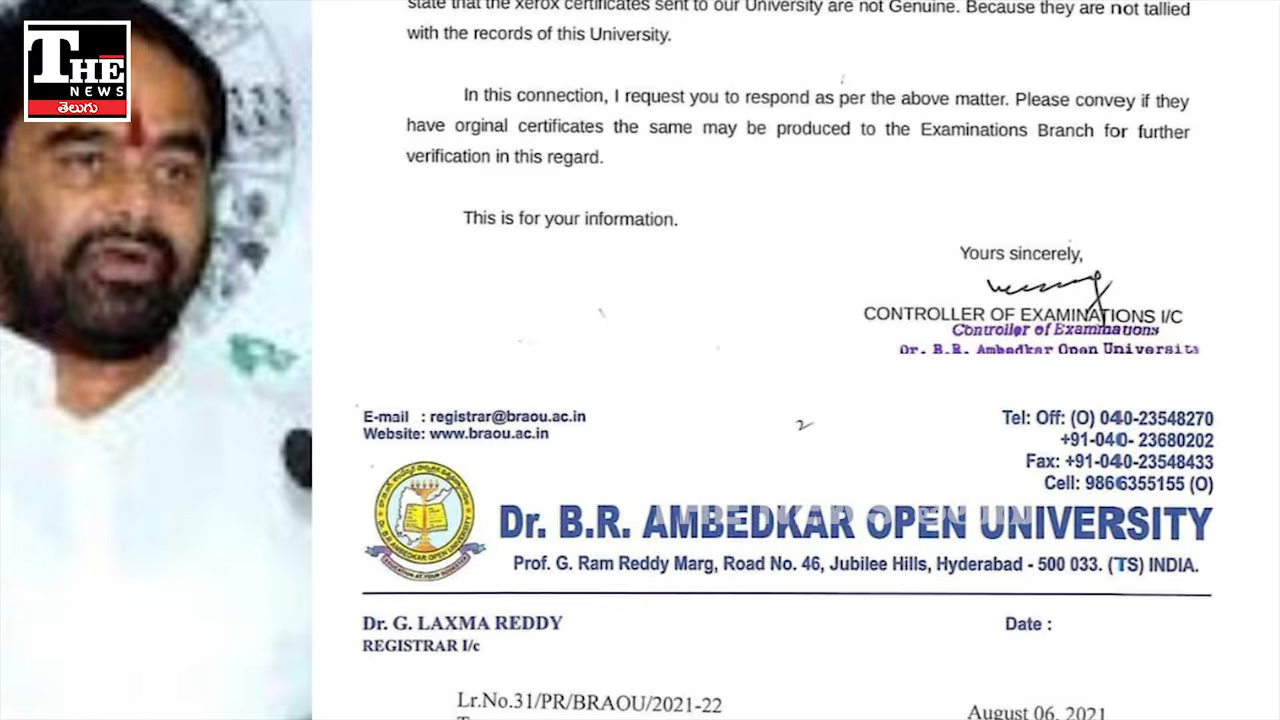 THE
NEWS
తెలుగు
state that the xerox certificates sent to our University are not Genuine. Because they are not tallied
with the records of this University.
In this connection, I request you to respond as per the above matter. Please convey if they
have orginal certificates the same may be produced to the Examinations Branch for further
verification in this regard.
This is for your information.
Yours sincerely,
CONTROLLER OF EXAMINATIONS I/C
Controller of Examinations
Dr. B.R. Ambedkar Open University
E-mail : registrar@braou.ac.in
Website: www.braou.ac.in
2
Tel: Off: (O) 040-23548270
+91-040- 23680202
Fax: +91-040-23548433
Cell: 9866355155 (O)
Dr. B.R. AMBEDKAR OPEN UNIVERSITY
Prof. G. Ram Reddy Marg, Road No. 46, Jubilee Hills, Hyderabad - 500 033. (TS) INDIA.
Dr. B.R. AMBEDKAR OPEN UNIVERSITY
Dr. G. LAXMA REDDY
REGISTRAR I/c
Date :
Lr.No.31/PR/BRAOU/2021-22
August 06, 2021